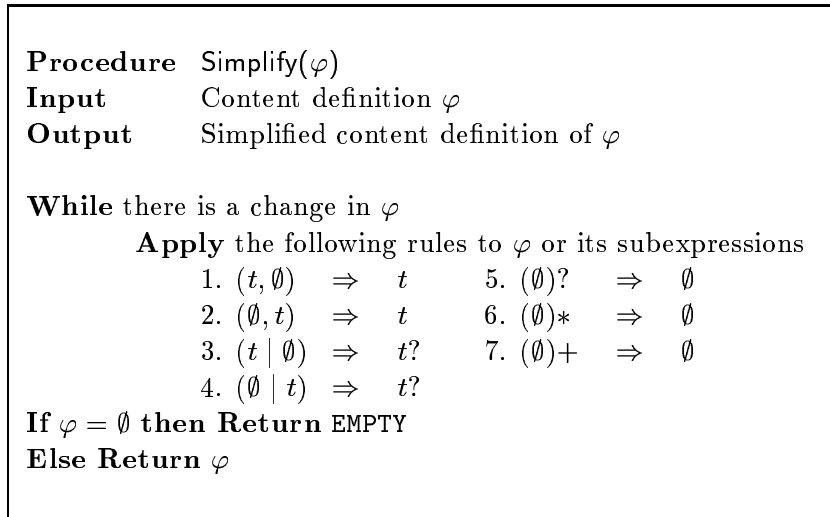 Procedure Simplify(φ)
Input Content definition φ
Output Simplified content definition of φ
While there is a change in φ
Apply the following rules to φ or its subexpressions
1. (t, ∅) ⇒ t 5. (∅)? ⇒ ∅
2. (∅, t) ⇒ t 6. (∅)* ⇒ ∅
3. (t | ∅) ⇒ t? 7. (∅)+ ⇒ ∅
4. (∅ | t) ⇒ t?
If φ = ∅ then Return EMPTY
Else Return φ